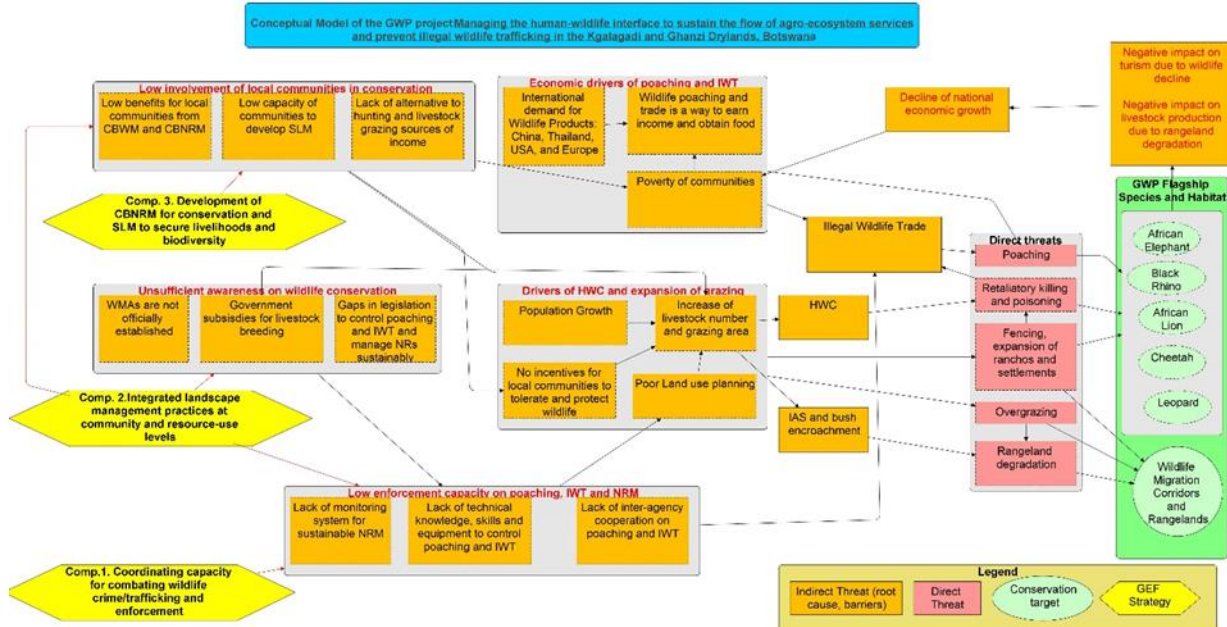 Conceptual Model of the GWP project Managing the human-wildlife interface to sustain the flow of agro-ecosystem services
and prevent illegal wildlife trafficking in the Kgalagadi and Ghanzi Drylands, Botswana
Low involvement of local communities in conservation
Low benefits for local
communities from
CBWM and CBNRM
Low capacity of
communities to
develop SLM
Lack of alternative to
hunting and livestock
grazing sources of
income
Economic drivers of poaching and IWT
International
demand for
Wildlife Products:
China, Thailand,
USA, and Europe
Wildlife poaching and
trade is a way to earn
income and obtain food
Poverty of communities
Decline of national
economic growth
Negative impact on
turism due to wildlife
decline
Negative impact on
livestock production
due to rangeland
degradation
Comp. 3. Development of
CBNRM for conservation and
SLM to secure livelihoods and
biodiversity
Illegal Wildlife Trade
GWP Flagship
Species and Habitat
African
Elephant
Black
Rhino
African
Lion
Cheetah
Leopard
Wildlife
Migration
Corridors
and
Rangelands
Direct threats
Poaching
Retaliatory killing
and poisoning
Fencing,
expansion of
ranchos and
settlements
Overgrazing
Rangeland
degradation
Unsufficient awareness on wildlife conservation
WMAs are not
officially
established
Government
subsisdies for livestock
breeding
Gaps in legislation to
control poaching
and IWT and
manage NRs
sustainably
Drivers of HWC and expansion of grazing
Population Growth
Increase of
livestock number
and grazing area
No incentives for
local communities to
tolerate and protect
wildlife
Poor Land use planning
HWC
IAS and bush
encroachment
Comp. 2.Integrated landscape
management practices at
community and resource-use
levels
Low enforcement capacity on poaching, IWT and NRM
Lack of monitoring
system for
sustainable NRM
Lack of technical
knowledge, skills and
equipment to control
poaching and IWT
Lack of inter-agency
cooperation on
poaching and IWT
Comp.1. Coordinating capacity
for combating wildlife
crime/trafficking and
enforcement
Legend
Indirect Threat (root
cause, barriers)
Direct
Threat
Conservation
target
GEF
Strategy